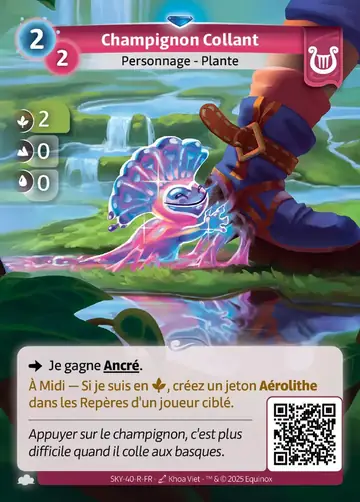 2
2
Champignon Collant
Personnage - Plante
2
0
0
Je gagne Ancré.
À Midi — Si je suis en , créez un jeton Aérolithe
dans les Repères d'un joueur ciblé.
Appuyer sur le champignon, c'est plus
difficile quand il colle aux basques.
SKY-40-R-FR - Khoa Viet - ™ & © 2025 Equinox